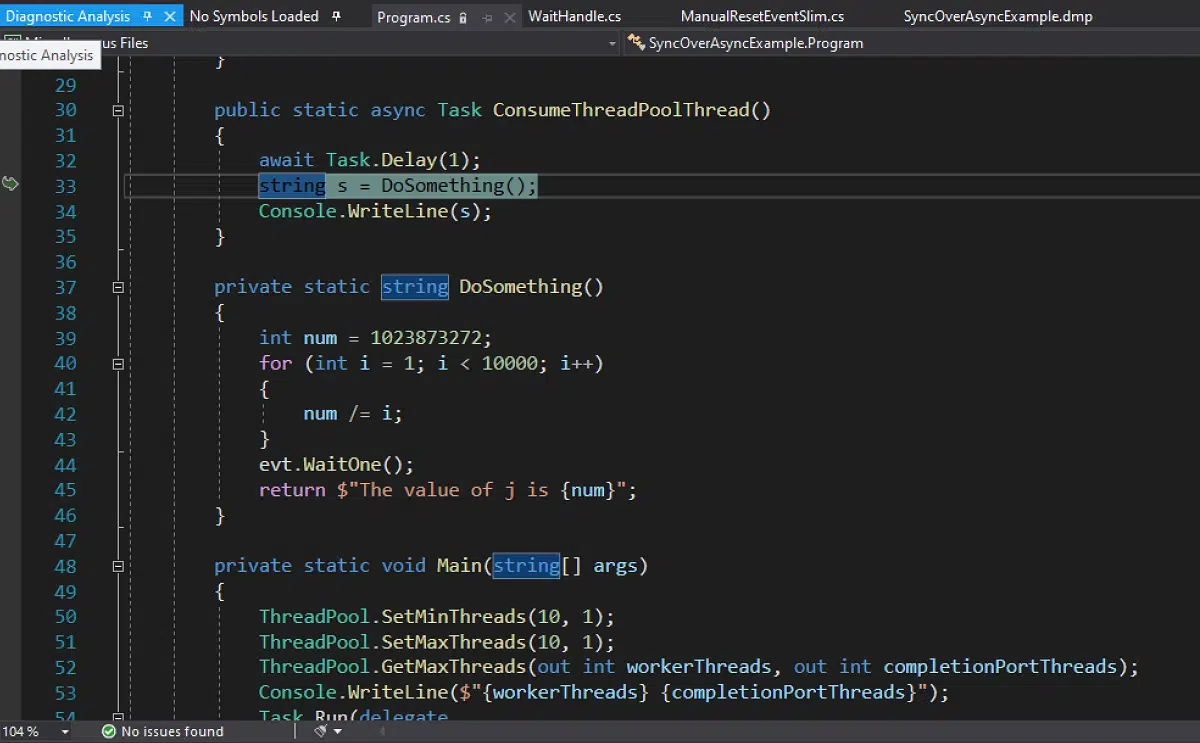 Diagnostic Analysis No Symbols Loaded Program.cs WaitHandle.cs ManualResetEventSlim.cs SyncOverAsyncExample.dmp
us Files SyncOverAsyncExample.Program
nostic Analysis
}
29
30 public static async Task ConsumeThreadPoolThread()
31 {
32 await Task.Delay(1);
33 string s = DoSomething();
34 Console.WriteLine(s);
35 }
36
37 private static string DoSomething()
38 {
39 int num = 1023873272;
40 for (int i = 1; i < 10000; i++)
41 {
42 num /= i;
43 }
44 evt.WaitOne();
45 return $"The value of j is {num}";
46 }
47
48 private static void Main(string[] args)
49 {
50 ThreadPool.SetMinThreads(10, 1);
51 ThreadPool.SetMaxThreads(10, 1);
52 ThreadPool.GetMaxThreads(out int workerThreads, out int completionPortThreads);
53 Console.WriteLine($"{workerThreads} {completionPortThreads}");
54 Task.Run(delegate
104 % No issues found